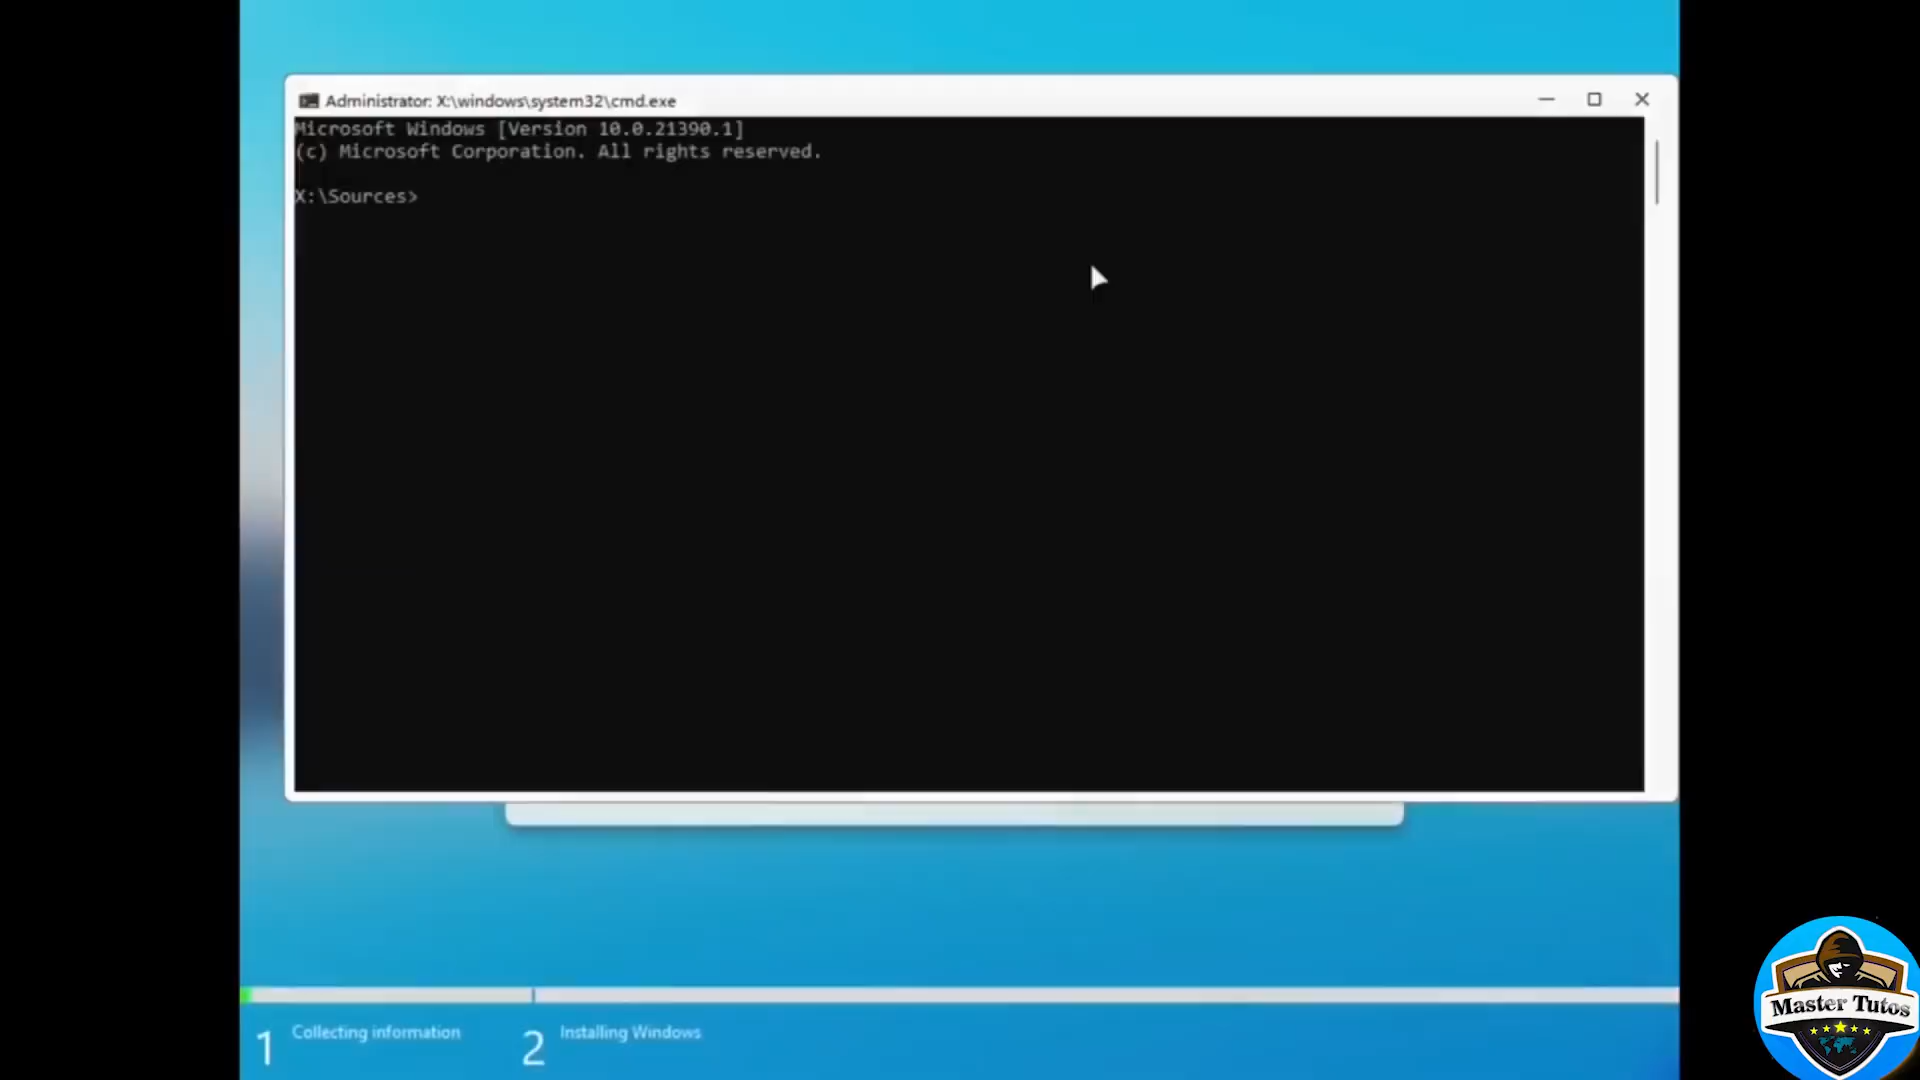 Administrator: X:\windows\system32\cmd.exe
Microsoft Windows [Version 10.0.21390.1]
(c) Microsoft Corporation. All rights reserved.
X:\Sources>
1 Collecting information 2 Installing Windows
Master Tutos